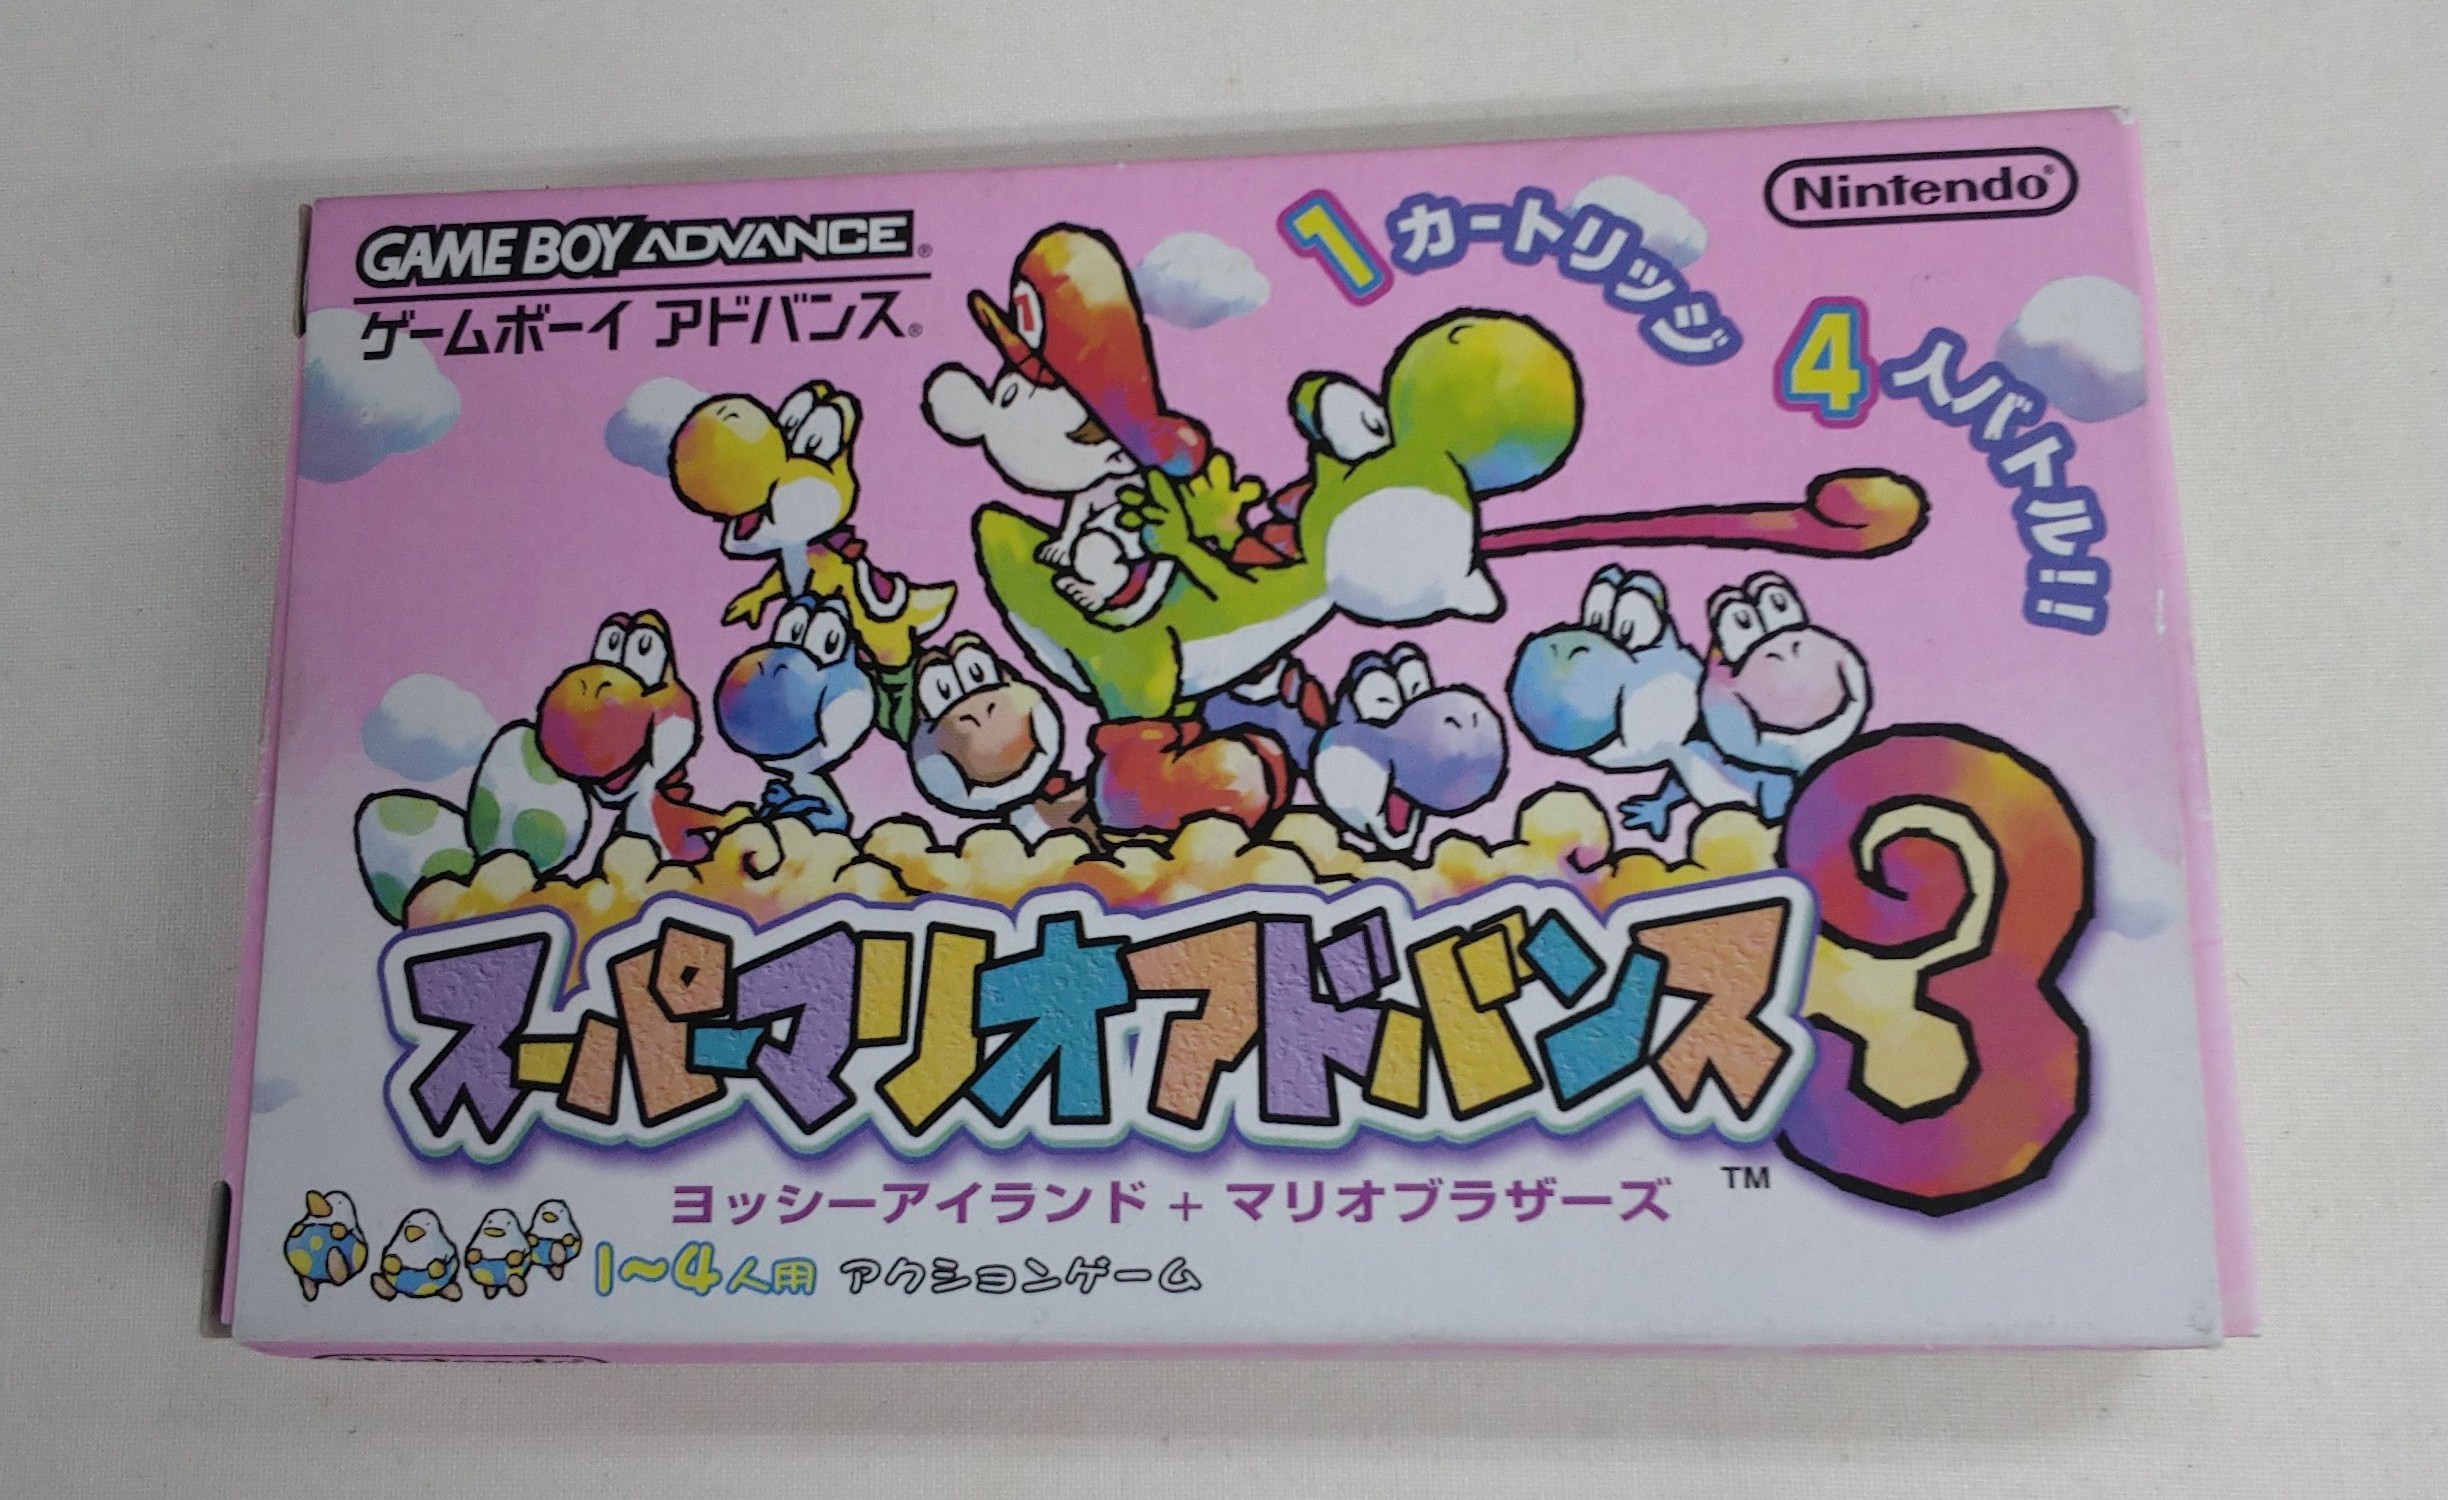 GAME BOY ADVANCE®
ゲームボーイ アドバンス®
Nintendo®
1カートリッジ
4人バトル!!
スーパーマリオアドバンス3
ヨッシーアイランド + マリオブラザーズ ™
1~4人用 アクションゲーム
Nintendo